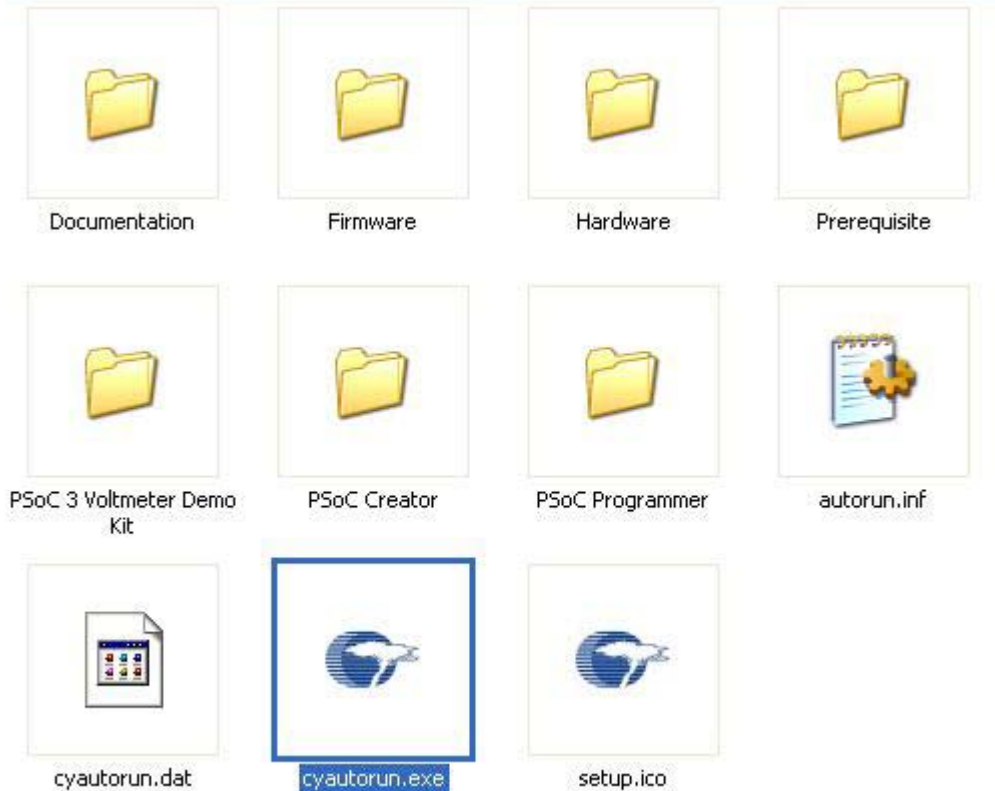 Documentation
Firmware
Hardware
Prerequisite
PSoC 3 Voltmeter Demo
Kit
PSoC Creator
PSoC Programmer
autorun.inf
cyautorun.dat
cyautorun.exe
setup.ico